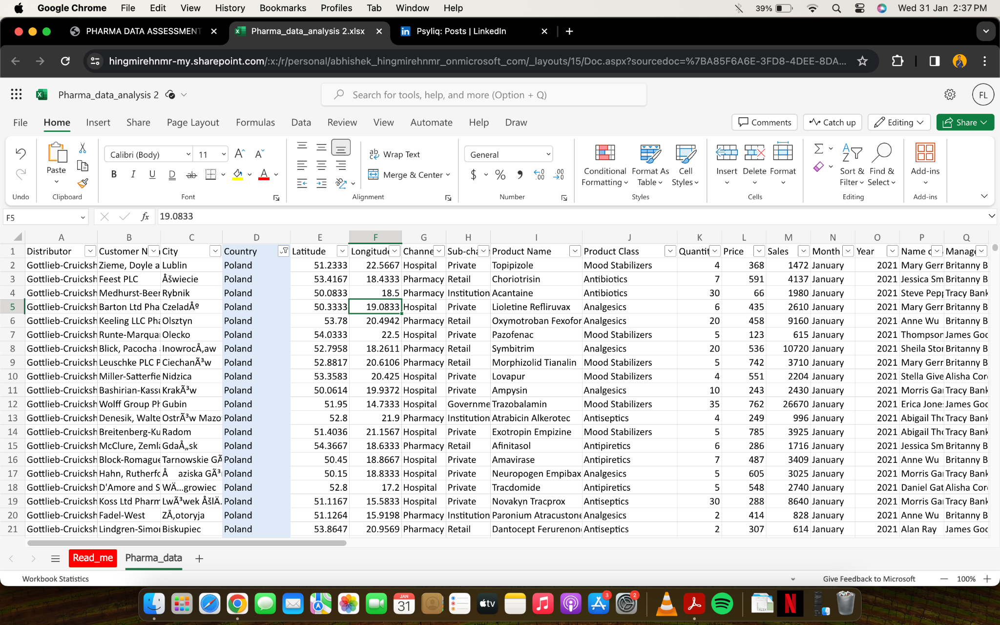 Google Chrome File Edit View History Bookmarks Profiles Tab Window Help 39% Wed 31 Jan 2:37 PM
PHARMA DATA ASSESSMENT Pharma_data_analysis 2.xlsx Psyliq: Posts | LinkedIn
hingmirehnmr-my.sharepoint.com/:x:/r/personal/abhishek_hingmirehnmr_onmicrosoft_com/_layouts/15/Doc.aspx?sourcedoc=%7BA85F6A6E-3FD8-4DEE-8DA...
Pharma_data_analysis 2 Search for tools, help, and more (Option + Q) FL
File Home Insert Share Page Layout Formulas Data Review View Automate Help Draw Comments Catch up Editing Share
Calibri (Body) 11 Wrap Text General
Paste Merge & Center Conditional Formatting Format As Table Cell Styles Insert Delete Format Sort & Filter Find & Select Add-ins
Undo Clipboard Font Alignment Number Styles Cells Editing Add-ins
F5 fx 19.0833
A B C D E F G H I J K L M N O P Q
1 Distributor Customer N City Country Latitude Longitud Channe Sub-cha Product Name Product Class Quantit Price Sales Month Year Name o Manage
2 Gottlieb-Cruicksh Zieme, Doyle a Lublin Poland 51.2333 22.5667 Hospital Private Topipizole Mood Stabilizers 4 368 1472 January 2021 Mary Gerr Britanny B
3 Gottlieb-Cruicksh Feest PLC Åšwiecie Poland 53.4167 18.4333 Pharmacy Retail Choriotrisin Antibiotics 7 591 4137 January 2021 Jessica Sm Britanny B
4 Gottlieb-Cruicksh Medhurst-Beer Rybnik Poland 50.0833 18.5 Pharmacy Institution Acantaine Antibiotics 30 66 1980 January 2021 Steve Pepp Tracy Bank
5 Gottlieb-Cruicksh Barton Ltd Pha CzeladÅº Poland 50.3333 19.0833 Hospital Private Lioletine Refliruvax Analgesics 6 435 2610 January 2021 Mary Gerr Britanny B
6 Gottlieb-Cruicksh Keeling LLC Pha Olsztyn Poland 53.78 20.4942 Pharmacy Retail Oxymotroban Fexofor Analgesics 20 458 9160 January 2021 Anne Wu Britanny B
7 Gottlieb-Cruicksh Runte-Marqua Olecko Poland 54.0333 22.5 Hospital Private Pazofenac Mood Stabilizers 5 123 615 January 2021 Thompson James Goo
8 Gottlieb-Cruicksh Blick, Pacocha InowrocÅ‚aw Poland 52.7958 18.2611 Pharmacy Retail Symbitrim Analgesics 20 536 10720 January 2021 Sheila Stor Britanny B
9 Gottlieb-Cruicksh Leuschke PLC P CiechanÃ³w Poland 52.8817 20.6106 Pharmacy Retail Morphizolid Tianalin Mood Stabilizers 5 742 3710 January 2021 Mary Gerr Britanny B
10 Gottlieb-Cruicksh Miller-Satterfie Nidzica Poland 53.3583 20.425 Hospital Private Lovapur Mood Stabilizers 4 551 2204 January 2021 Stella Give Alisha Cor
11 Gottlieb-Cruicksh Bashirian-Kassu KrakÃ³w Poland 50.0614 19.9372 Hospital Private Ampysin Analgesics 10 243 2430 January 2021 Morris Gar Tracy Bank
12 Gottlieb-Cruicksh Wolff Group Ph Gubin Poland 51.95 14.7333 Hospital Governme Trazobalamin Mood Stabilizers 35 762 26670 January 2021 Erica Jone James Goo
13 Gottlieb-Cruicksh Denesik, Walte OstrÃ³w Mazo Poland 52.8 21.9 Pharmacy Institution Atrabicin Alkerotec Antiseptics 4 249 996 January 2021 Abigail Tho Tracy Bank
14 Gottlieb-Cruicksh Breitenberg-Ku Radom Poland 51.4036 21.1567 Hospital Private Exotropin Empizine Mood Stabilizers 5 785 3925 January 2021 Abigail Tho Tracy Bank
15 Gottlieb-Cruicksh McClure, Zemla GdaÅ„sk Poland 54.3667 18.6333 Pharmacy Retail Afinitasol Antipiretics 6 286 1716 January 2021 Jessica Sm Britanny B
16 Gottlieb-Cruicksh Block-Romague Tarnowskie GÃ Poland 50.45 18.8667 Hospital Private Amavirase Antipiretics 7 487 3409 January 2021 Anne Wu Britanny B
17 Gottlieb-Cruicksh Hahn, Rutherfo Å aziska GÃ³ Poland 50.15 18.8333 Hospital Private Neuropogen Empibax Analgesics 5 605 3025 January 2021 Morris Gar Tracy Bank
18 Gottlieb-Cruicksh D'Amore and S WÄ…growiec Poland 52.8 17.2 Hospital Private Tracdomide Antipiretics 5 548 2740 January 2021 Daniel Gat Alisha Cor
19 Gottlieb-Cruicksh Koss Ltd Pharm LwÃ³wek ÅšlÄ. Poland 51.1167 15.5833 Hospital Private Novakyn Tracprox Antiseptics 30 288 8640 January 2021 Morris Gar Tracy Bank
20 Gottlieb-Cruicksh Fadel-West ZÅ‚otoryja Poland 51.1264 15.9198 Pharmacy Institution Paronium Atracustone Analgesics 2 414 828 January 2021 Anne Wu Britanny B
21 Gottlieb-Cruicksh Lindgren-Simo Biskupiec Poland 53.8647 20.9569 Pharmacy Retail Dantocept Ferurenon Antiseptics 2 307 614 January 2021 Alan Ray James Goo
Read_me Pharma_data
Workbook Statistics Give Feedback to Microsoft 100%
JAN 31 tv 3 2 N